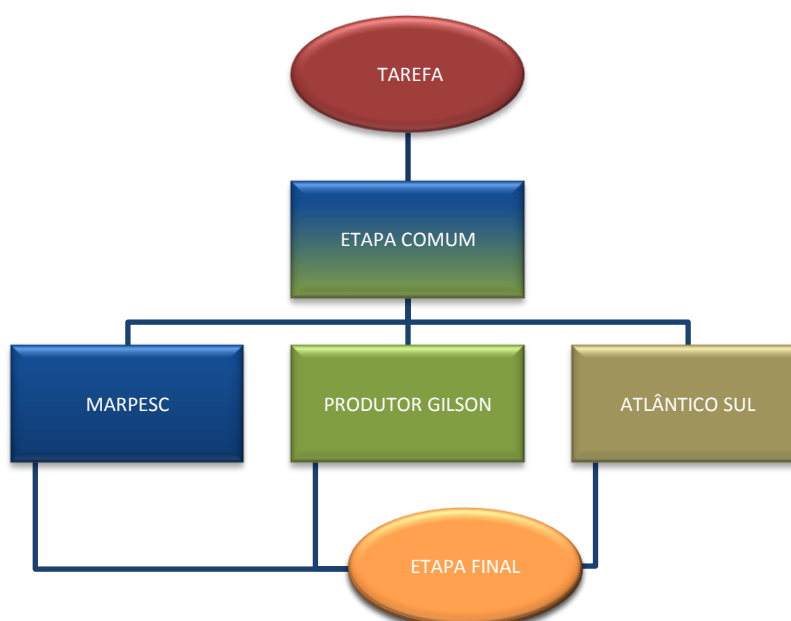 TAREFA
ETAPA COMUM
MARPESC
PRODUTOR GILSON
ATLÂNTICO SUL
ETAPA FINAL